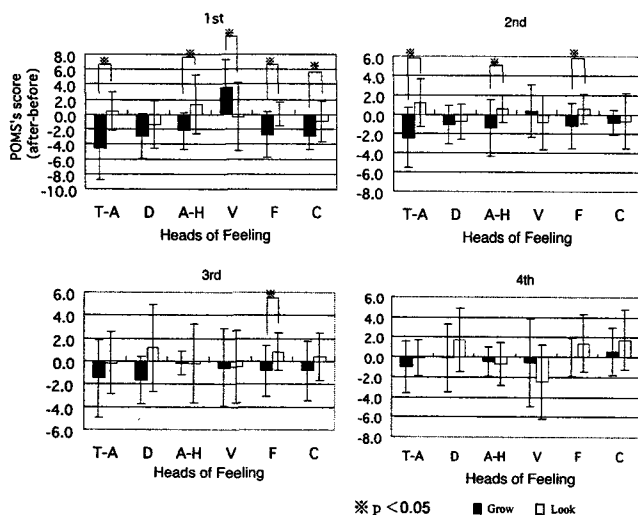 1st
POMS's score
(after-before)
8.0
6.0
4.0
2.0
0.0
-2.0
-4.0
-6.0
-8.0
-10.0
※ ※ ※ ※ ※
T-A D A-H V F C
Heads of Feeling
2nd
8.0
6.0
4.0
2.0
0.0
-2.0
-4.0
-6.0
-8.0
※ ※ ※
T-A D A-H V F C
Heads of Feeling
3rd
6.0
4.0
2.0
0.0
-2.0
-4.0
-6.0
※
T-A D A-H V F C
Heads of Feeling
4th
6.0
4.0
2.0
0.0
-2.0
-4.0
-6.0
-8.0
T-A D A-H V F C
Heads of Feeling
※ p <0.05 Grow Look